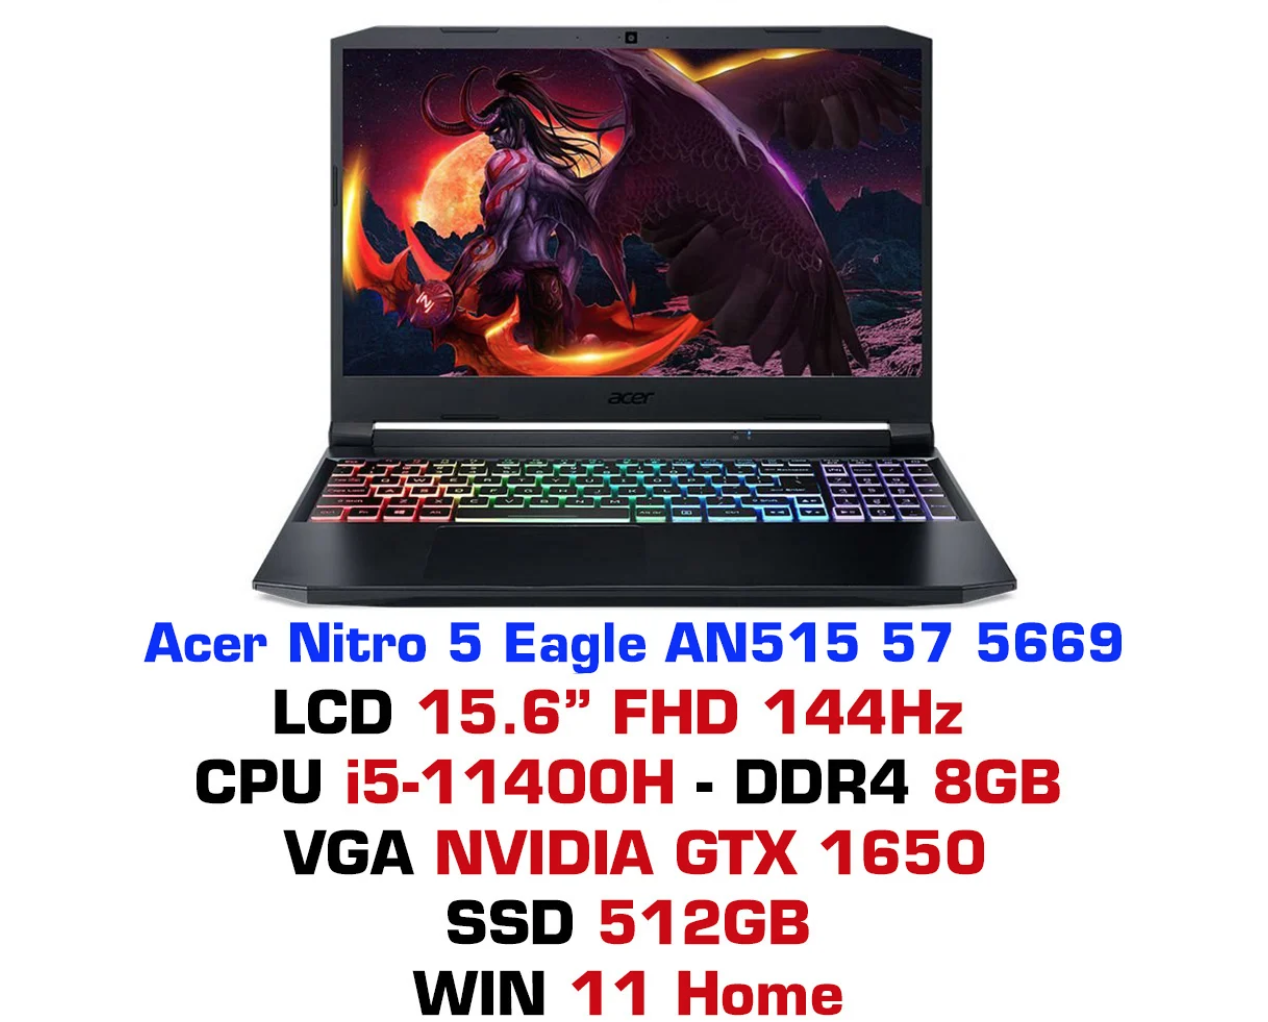 acer
Acer Nitro 5 Eagle AN515 57 5669
LCD 15.6” FHD 144Hz
CPU i5-11400H - DDR4 8GB
VGA NVIDIA GTX 1650
SSD 512GB
WIN 11 Home